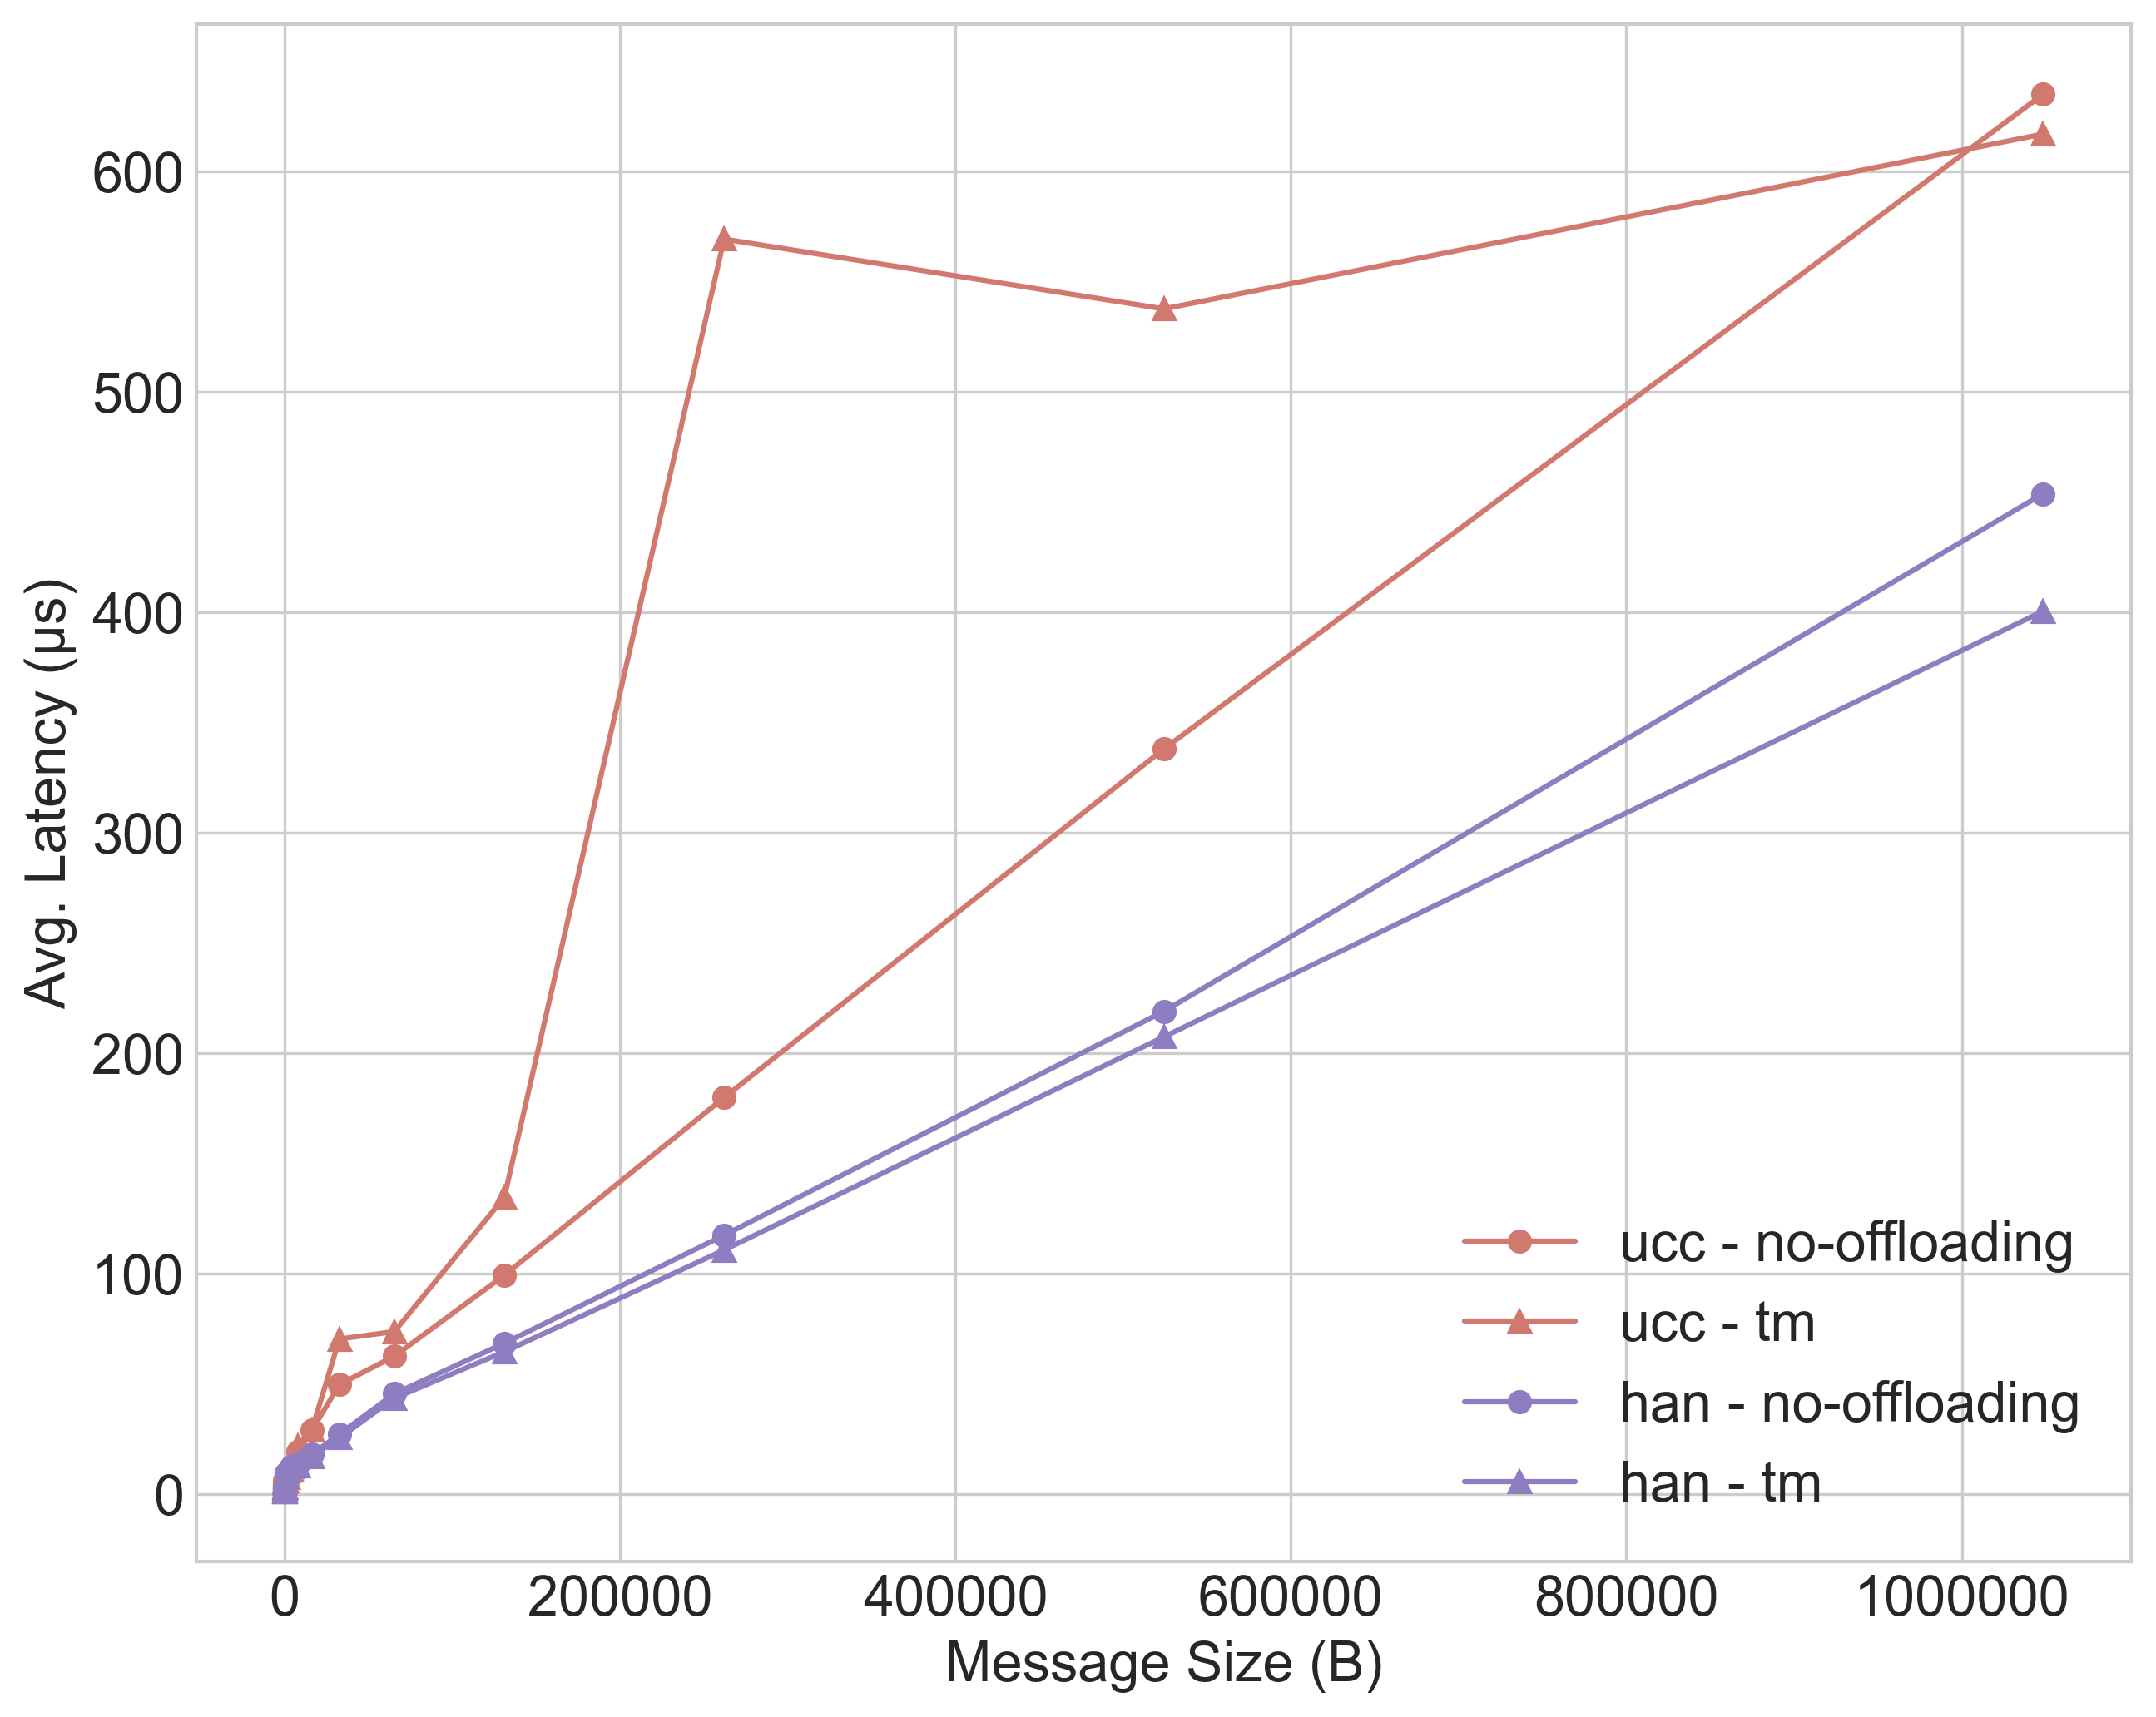 600
500
400
300
200
100
0
Avg. Latency (µs)
ucc - no-offloading
ucc - tm
han - no-offloading
han - tm
0 200000 400000 600000 800000 1000000
Message Size (B)